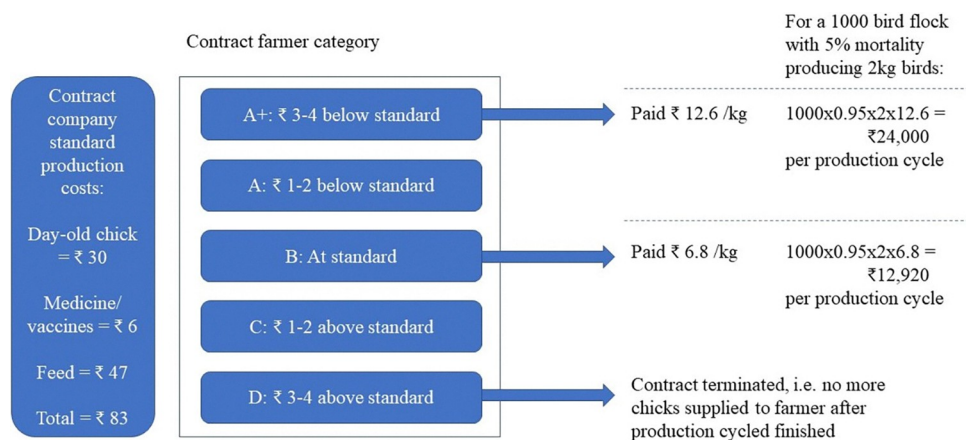 Contract farmer category
For a 1000 bird flock
with 5% mortality
producing 2kg birds:
Contract
company
standard
production
costs:
Day-old chick
= ₹ 30
Medicine/
vaccines = ₹ 6
Feed = ₹ 47
Total = ₹ 83
A+: ₹ 3-4 below standard
Paid ₹ 12.6 /kg
1000x0.95x2x12.6 =
₹24,000
per production cycle
A: ₹ 1-2 below standard
B: At standard
Paid ₹ 6.8 /kg
1000x0.95x2x6.8 =
₹12,920
per production cycle
C: ₹ 1-2 above standard
D: ₹ 3-4 above standard
Contract terminated, i.e. no more
chicks supplied to farmer after
production cycled finished